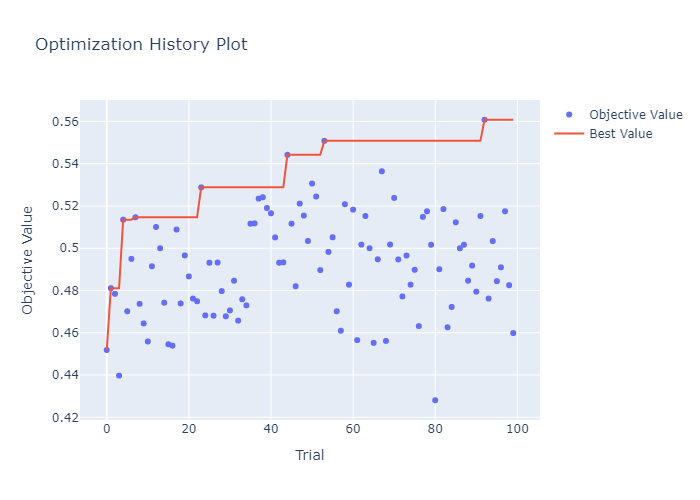 Optimization History Plot
Objective Value
Best Value
0.56
0.54
0.52
0.5
0.48
0.46
0.44
0.42
Objective Value
0
20
40
60
80
100
Trial